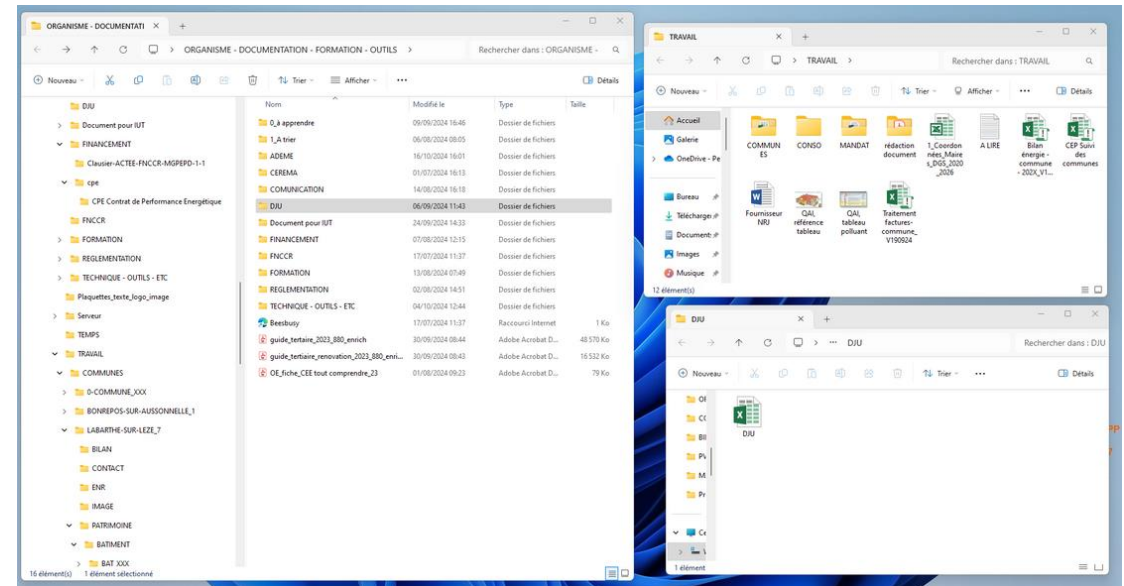 ORGANISME - DOCUMENTATI
ORGANISME - DOCUMENTATION - FORMATION - OUTILS
Rechercher dans : ORGANISME -
Nouveau
Trier
Afficher
Détails
DJU
Document pour IUT
FINANCEMENT
Clausier-ACTEE-FNCCR-MGPEPD-1-1
cpe
CPE Contrat de Performance Energétique
FNCCR
FORMATION
REGLEMENTATION
TECHNIQUE - OUTILS - ETC
Plaquettes_texte_logo_image
Serveur
TEMPS
TRAVAIL
COMMUNES
0-COMMUNE_XXX
BONREPOS-SUR-AUSSONNELLE_1
LABARTHE-SUR-LEZE_7
BILAN
CONTACT
ENR
IMAGE
PATRIMOINE
BATIMENT
BAT XXX
Nom Modifié le Type Taille
0_à apprendre 09/09/2024 16:46 Dossier de fichiers
1_A trier 06/08/2024 08:05 Dossier de fichiers
ADEME 16/10/2024 16:01 Dossier de fichiers
CEREMA 01/07/2024 16:13 Dossier de fichiers
COMUNICATION 14/08/2024 16:18 Dossier de fichiers
DJU 06/09/2024 11:43 Dossier de fichiers
Document pour IUT 24/09/2024 14:33 Dossier de fichiers
FINANCEMENT 07/08/2024 12:15 Dossier de fichiers
FNCCR 17/07/2024 11:37 Dossier de fichiers
FORMATION 13/08/2024 07:49 Dossier de fichiers
REGLEMENTATION 02/08/2024 14:51 Dossier de fichiers
TECHNIQUE - OUTILS - ETC 04/10/2024 12:44 Dossier de fichiers
Beesbusy 17/07/2024 11:37 Raccourci Internet 1 Ko
guide_tertaire_2023_880_enrich 30/09/2024 08:44 Adobe Acrobat D... 48 570 Ko
guide_tertiaire_renovation_2023_880_enri... 30/09/2024 08:43 Adobe Acrobat D... 16 532 Ko
OE_fiche_CEE tout comprendre_23 01/08/2024 09:23 Adobe Acrobat D... 79 Ko
16 élément(s) 1 élément sélectionné
TRAVAIL
TRAVAIL
Rechercher dans : TRAVAIL
Nouveau
Trier
Afficher
Détails
Accueil
Galerie
OneDrive - Pe
Bureau
Télécharger
Document
Images
Musique
COMMUN
ES
CONSO
MANDAT
rédaction
document
1_Coordon
nées_Maire
s_DGS_2020
_2026
A LIRE
Bilan
énergie -
commune
- 202X_V1...
CEP Suivi
des
communes
Fournisseur
NRJ
QAI,
référence
tableau
QAI,
tableau
polluant
Traitement
factures-
commune_
V190924
12 élément(s)
DJU
DJU
Rechercher dans : DJU
Nouveau
Trier
Détails
DJU
1 élément